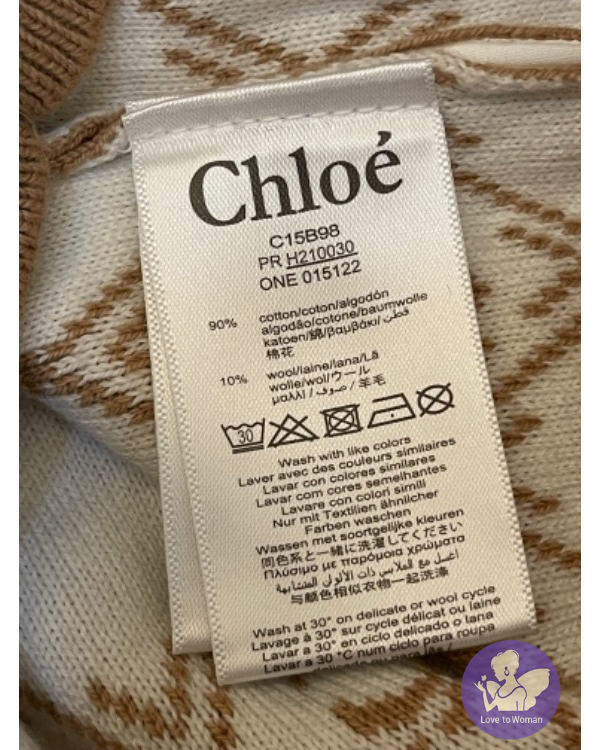 Chloé
C15B98
PR H210030
ONE 015122
90% cotton/coton/algodón
algodão/cotone/baumwolle
katoen/綿/βαμβάκι/قطن/
棉花
10% wool/laine/lana/Lã
wolle/wol/ウール
μαλλί / صوف / 羊毛
30
Wash with like colors
Laver avec des couleurs similaires
Lavar con colores similares
Lavar com cores semelhantes
Lavare con colori simili
Nur mit Textilien ähnlicher
Farben waschen
Wassen met soortgelijke kleuren
同色系と一緒に洗濯してください
Πλύσιμο με παρόμοια χρώματα
اغسل مع الملابس ذات الألوان المتشابهة
与颜色相似衣物一起洗涤
Wash at 30° on delicate or wool cycle
Lavage à 30° sur cycle délicat ou laine
Lavar a 30° en ciclo delicado o lana
Lavar a 30 °C num ciclo para roupa
delicada ou para lãs /
Love to Woman